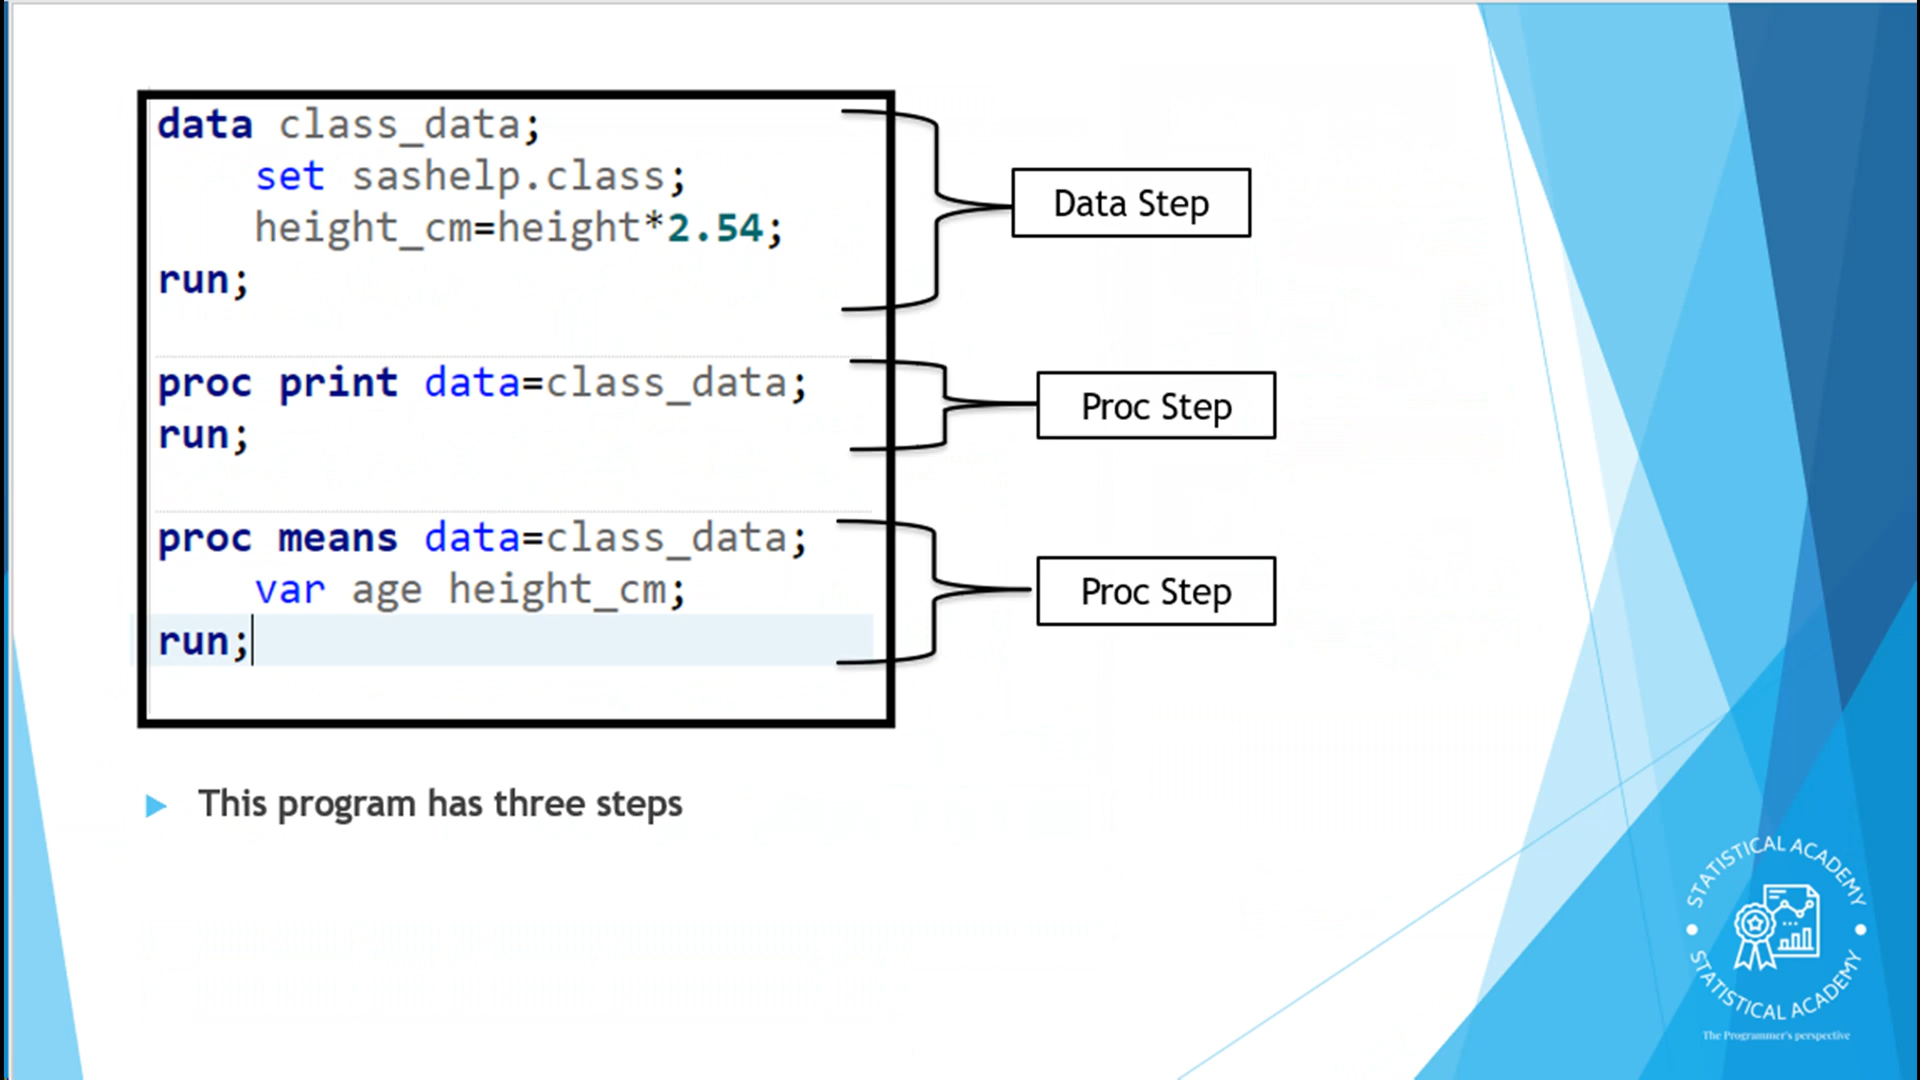 data class_data;
set sashelp.class;
height_cm=height*2.54;
run;
Data Step
proc print data=class_data;
run;
Proc Step
proc means data=class_data;
var age height_cm;
run;
Proc Step
This program has three steps
STATISTICAL ACADEMY
STATISTICAL ACADEMY
The Programmer's perspective